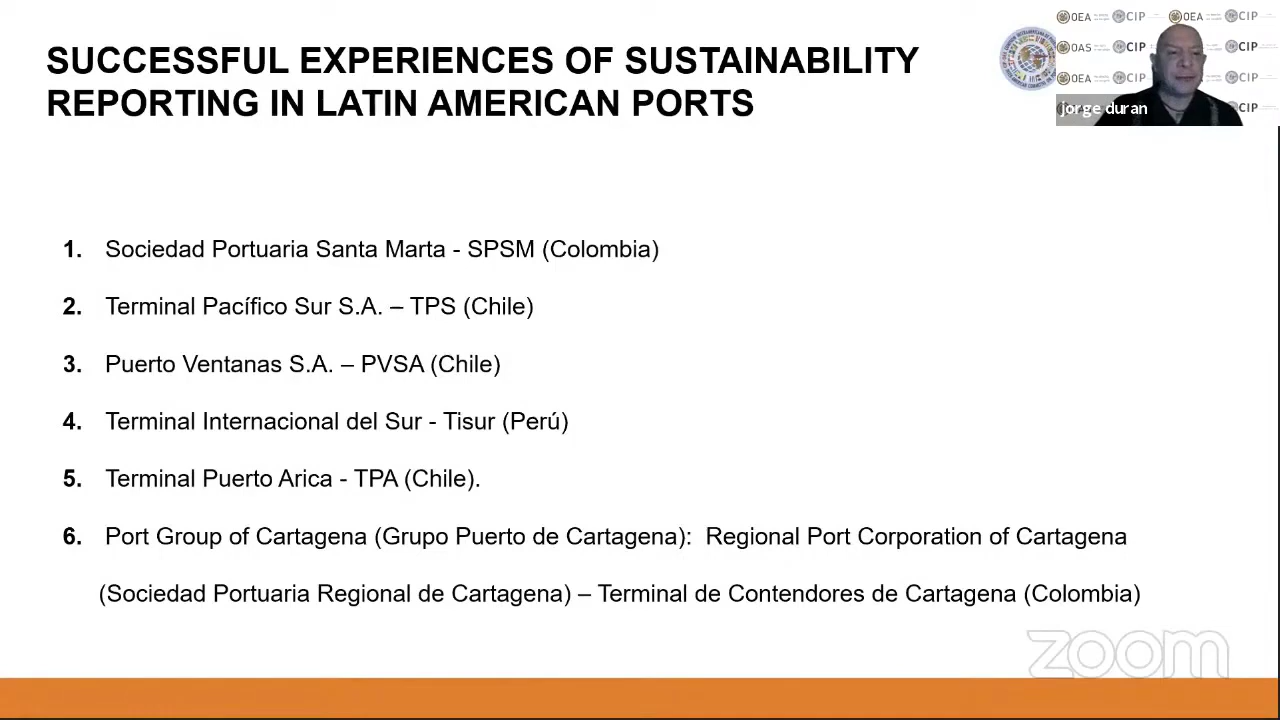 SUCCESSFUL EXPERIENCES OF SUSTAINABILITY
REPORTING IN LATIN AMERICAN PORTS
OEA CIP OEA CIP
OAS CIP CIP
OEA CIP CIP
jorge duran CIP
1. Sociedad Portuaria Santa Marta - SPSM (Colombia)
2. Terminal Pacífico Sur S.A. – TPS (Chile)
3. Puerto Ventanas S.A. – PVSA (Chile)
4. Terminal Internacional del Sur - Tisur (Perú)
5. Terminal Puerto Arica - TPA (Chile).
6. Port Group of Cartagena (Grupo Puerto de Cartagena): Regional Port Corporation of Cartagena
(Sociedad Portuaria Regional de Cartagena) – Terminal de Contendores de Cartagena (Colombia)
zoom